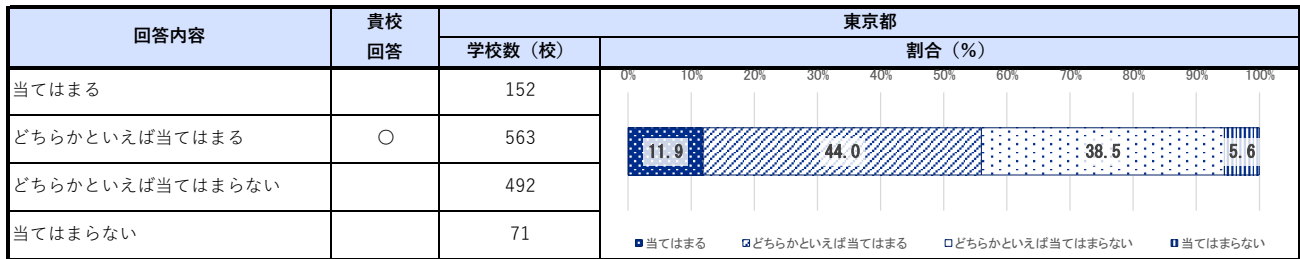 回答内容
貴校
回答
東京都
学校数（校）
割合（%）
0% 10% 20% 30% 40% 50% 60% 70% 80% 90% 100%
当てはまる 152
どちらかといえば当てはまる ○ 563
どちらかといえば当てはまらない 492
当てはまらない 71
11.9 44.0 38.5 5.6
当てはまる どちらかといえば当てはまる どちらかといえば当てはまらない 当てはまらない